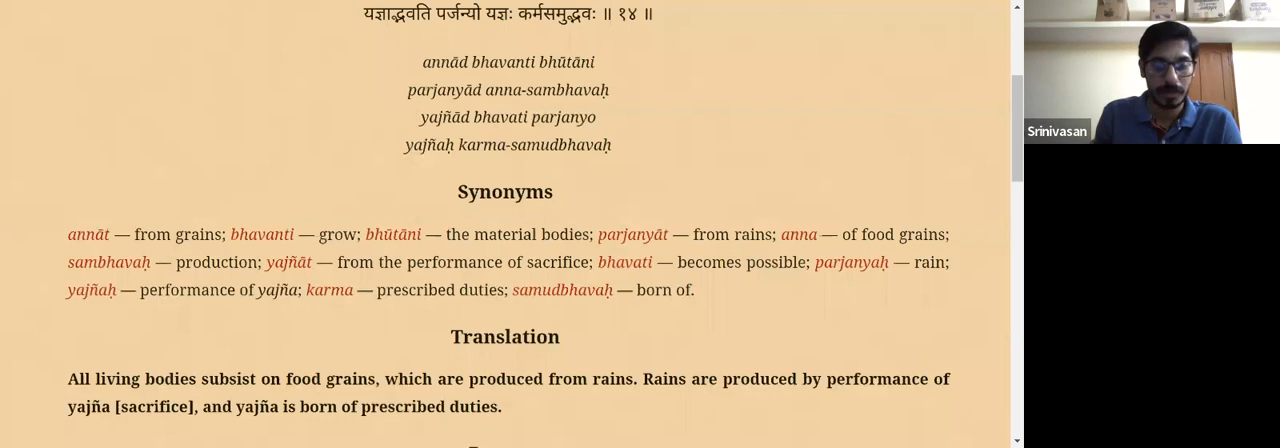 यज्ञाद्भवति पर्जन्यो यज्ञः कर्मसमुद्भवः ॥ १४ ॥
annād bhavanti bhūtāni
parjanyād anna-sambhavaḥ
yajñād bhavati parjanyo
yajñaḥ karma-samudbhavaḥ
Synonyms
annāt — from grains; bhavanti — grow; bhūtāni — the material bodies; parjanyāt — from rains; anna — of food grains;
sambhavaḥ — production; yajñāt — from the performance of sacrifice; bhavati — becomes possible; parjanyaḥ — rain;
yajñaḥ — performance of yajña; karma — prescribed duties; samudbhavaḥ — born of.
Translation
All living bodies subsist on food grains, which are produced from rains. Rains are produced by performance of
yajña [sacrifice], and yajña is born of prescribed duties.
Srinivasan